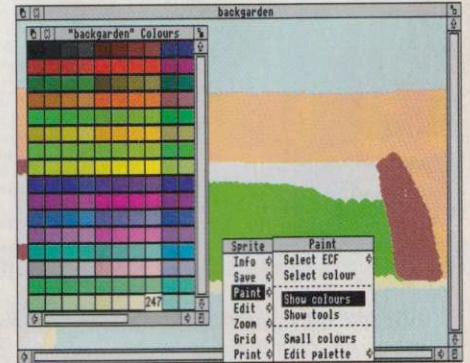 backgarden
"backgarden" Colours
247
Sprite
Info
Save
Paint
Edit
Zoom
Grid
Print
Paint
Select ECF
Select colour
Show colours
Show tools
Small colours
Edit palette